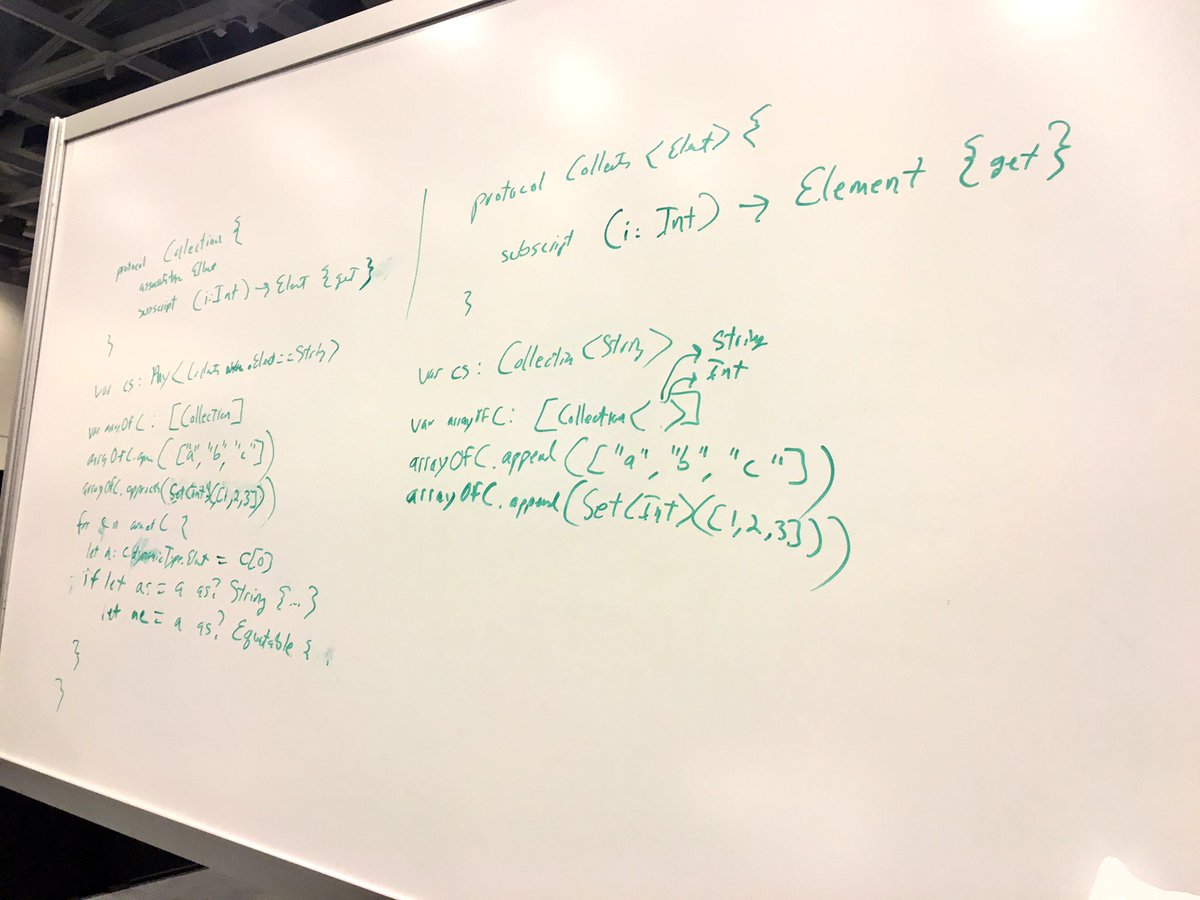 protocol Collection {
associatedtype Elmt
subscript (i: Int) → Elmt {get}
}
var cs: Any<Collectn where .Elmt == String>
var arrayOfC: [Collection]
arrayOfC.append(["a", "b", "c"])
arrayOfC.append(Set<Int>([1,2,3]))
for c in arrayOfC {
let a: c.dynamicType.Elmt = c[0]
if let as = a as? String {...}
let ae = a as? Equatable {
}
}
protocol Collectn <Elmt> {
subscript (i: Int) → Element {get}
}
var cs: Collection <String>
String
Int
var arrayOfC: [Collection< . >]
arrayOfC.append(["a", "b", "c"])
arrayOfC.append(Set<Int>([1,2,3]))